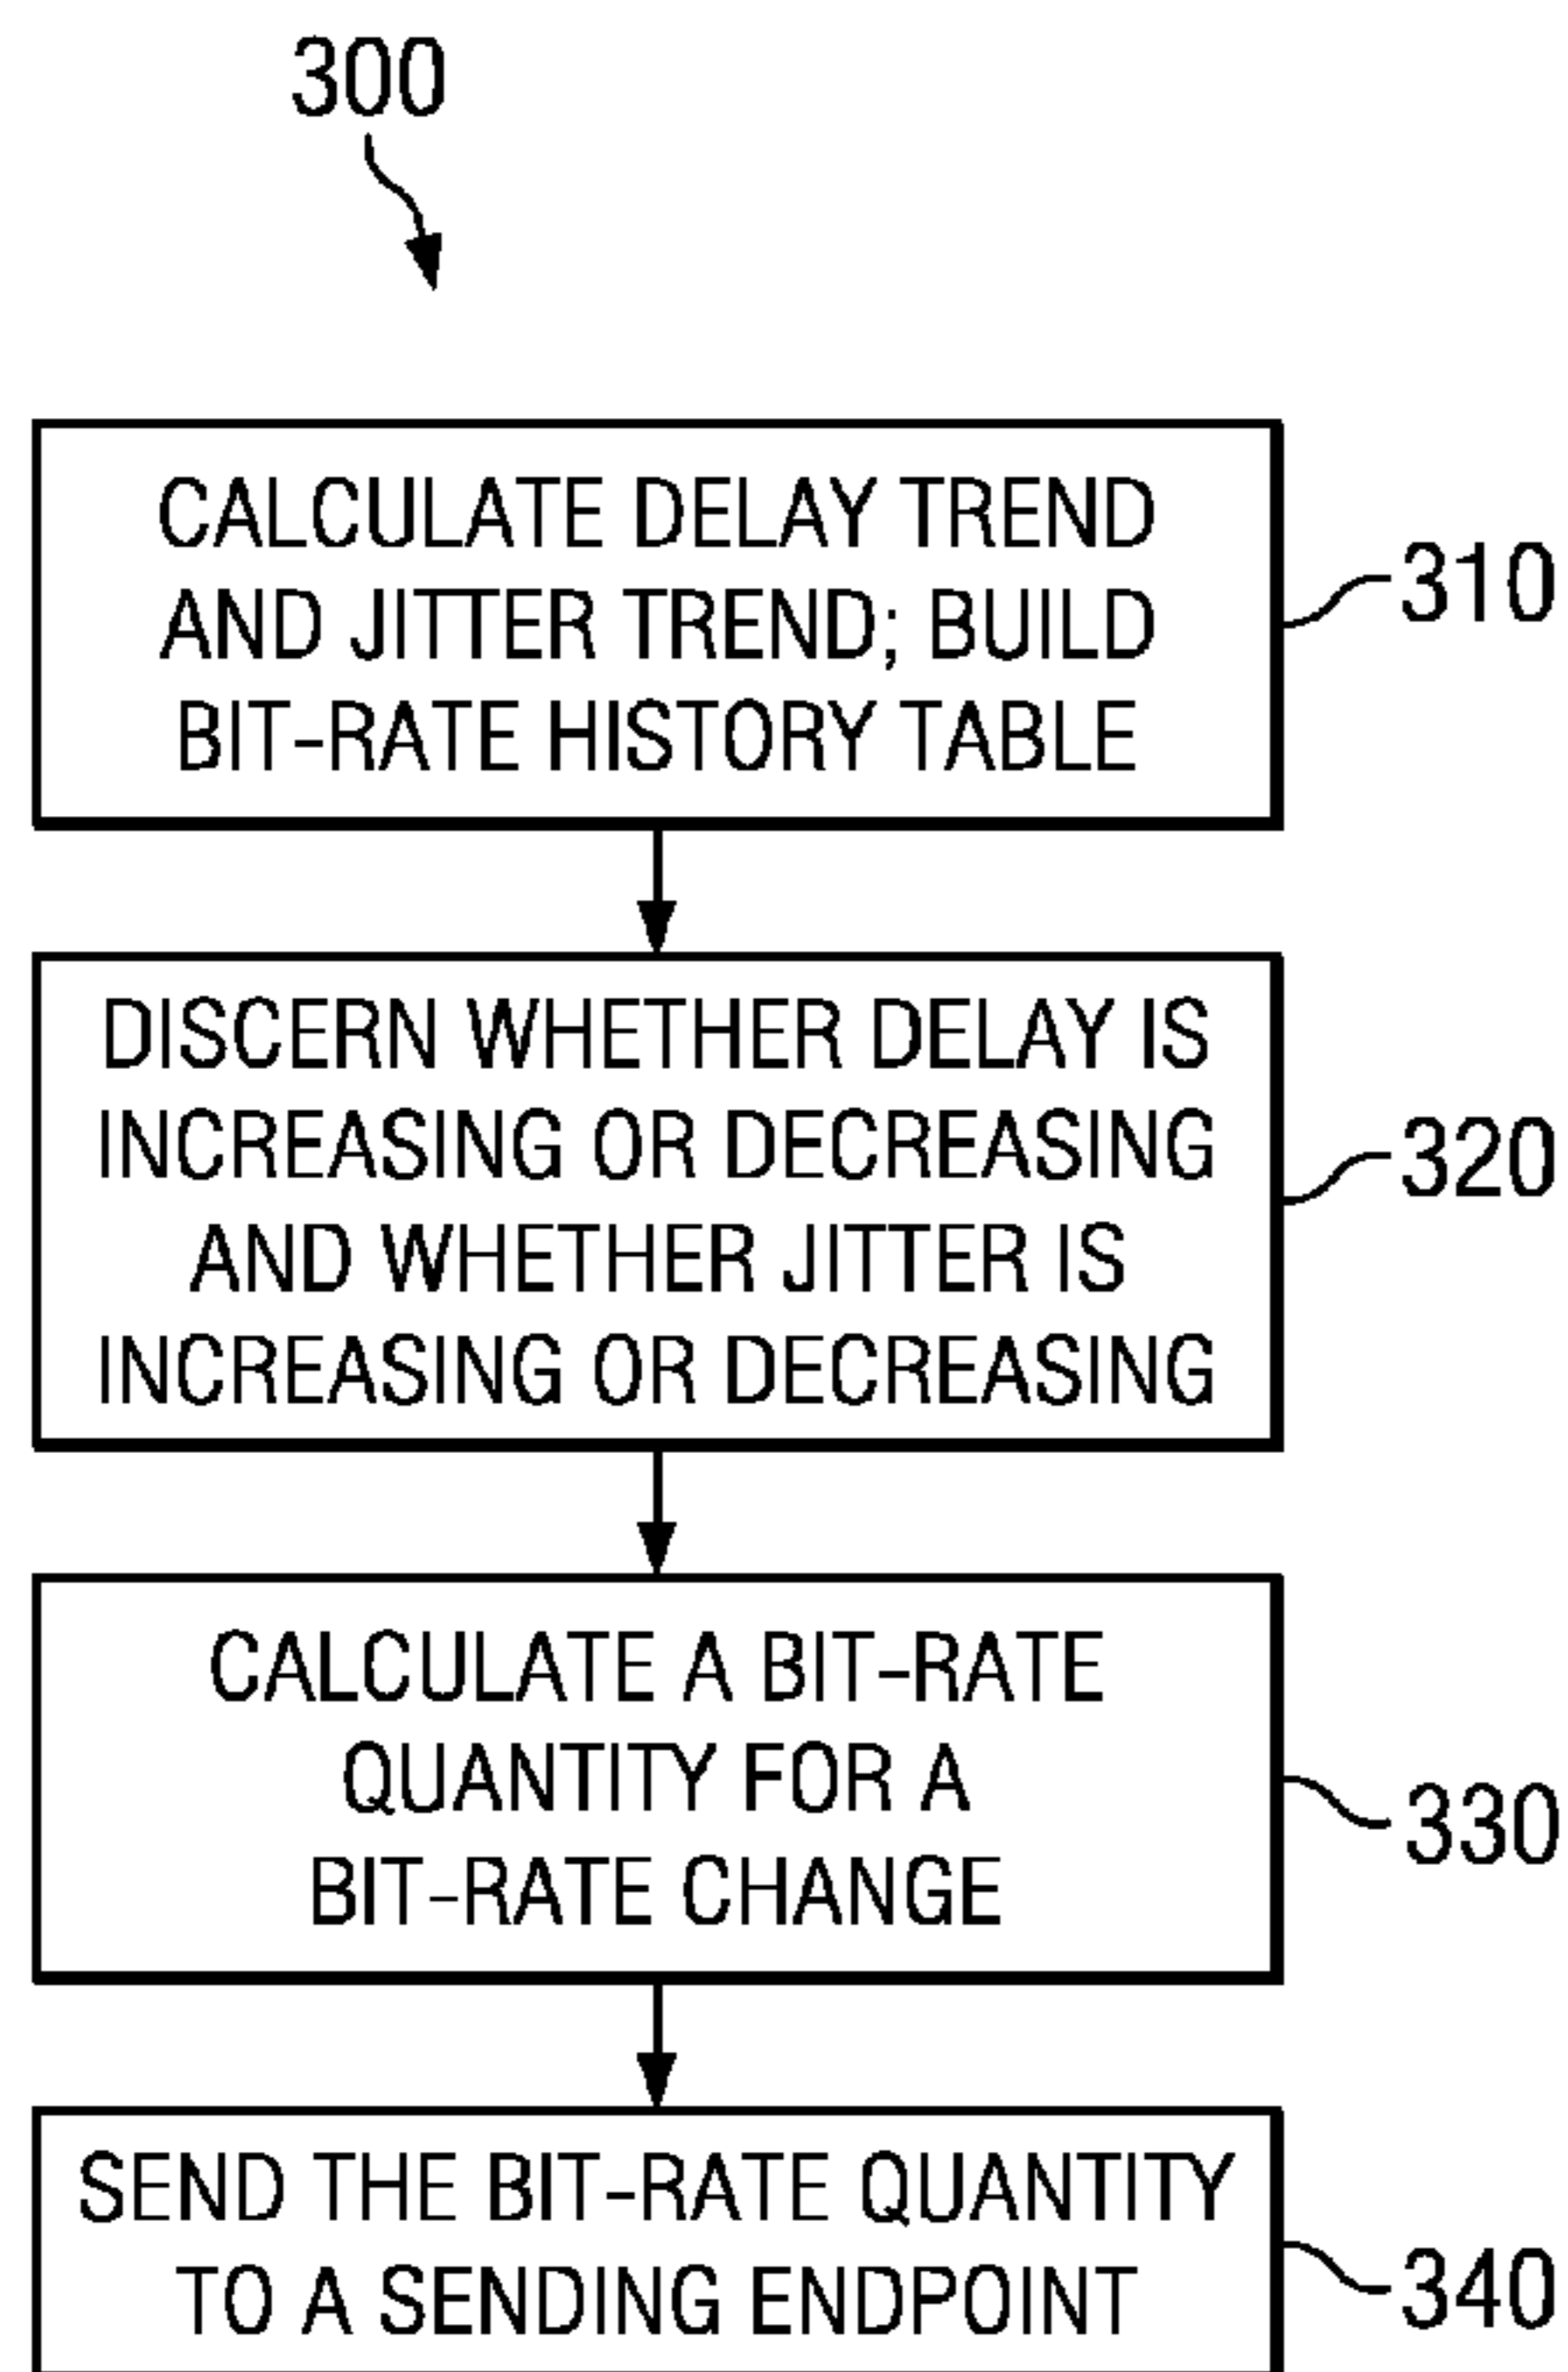 300
CALCULATE DELAY TREND
AND JITTER TREND; BUILD
BIT-RATE HISTORY TABLE
310
DISCERN WHETHER DELAY IS
INCREASING OR DECREASING
AND WHETHER JITTER IS
INCREASING OR DECREASING
320
CALCULATE A BIT-RATE
QUANTITY FOR A
BIT-RATE CHANGE
330
SEND THE BIT-RATE QUANTITY
TO A SENDING ENDPOINT
340